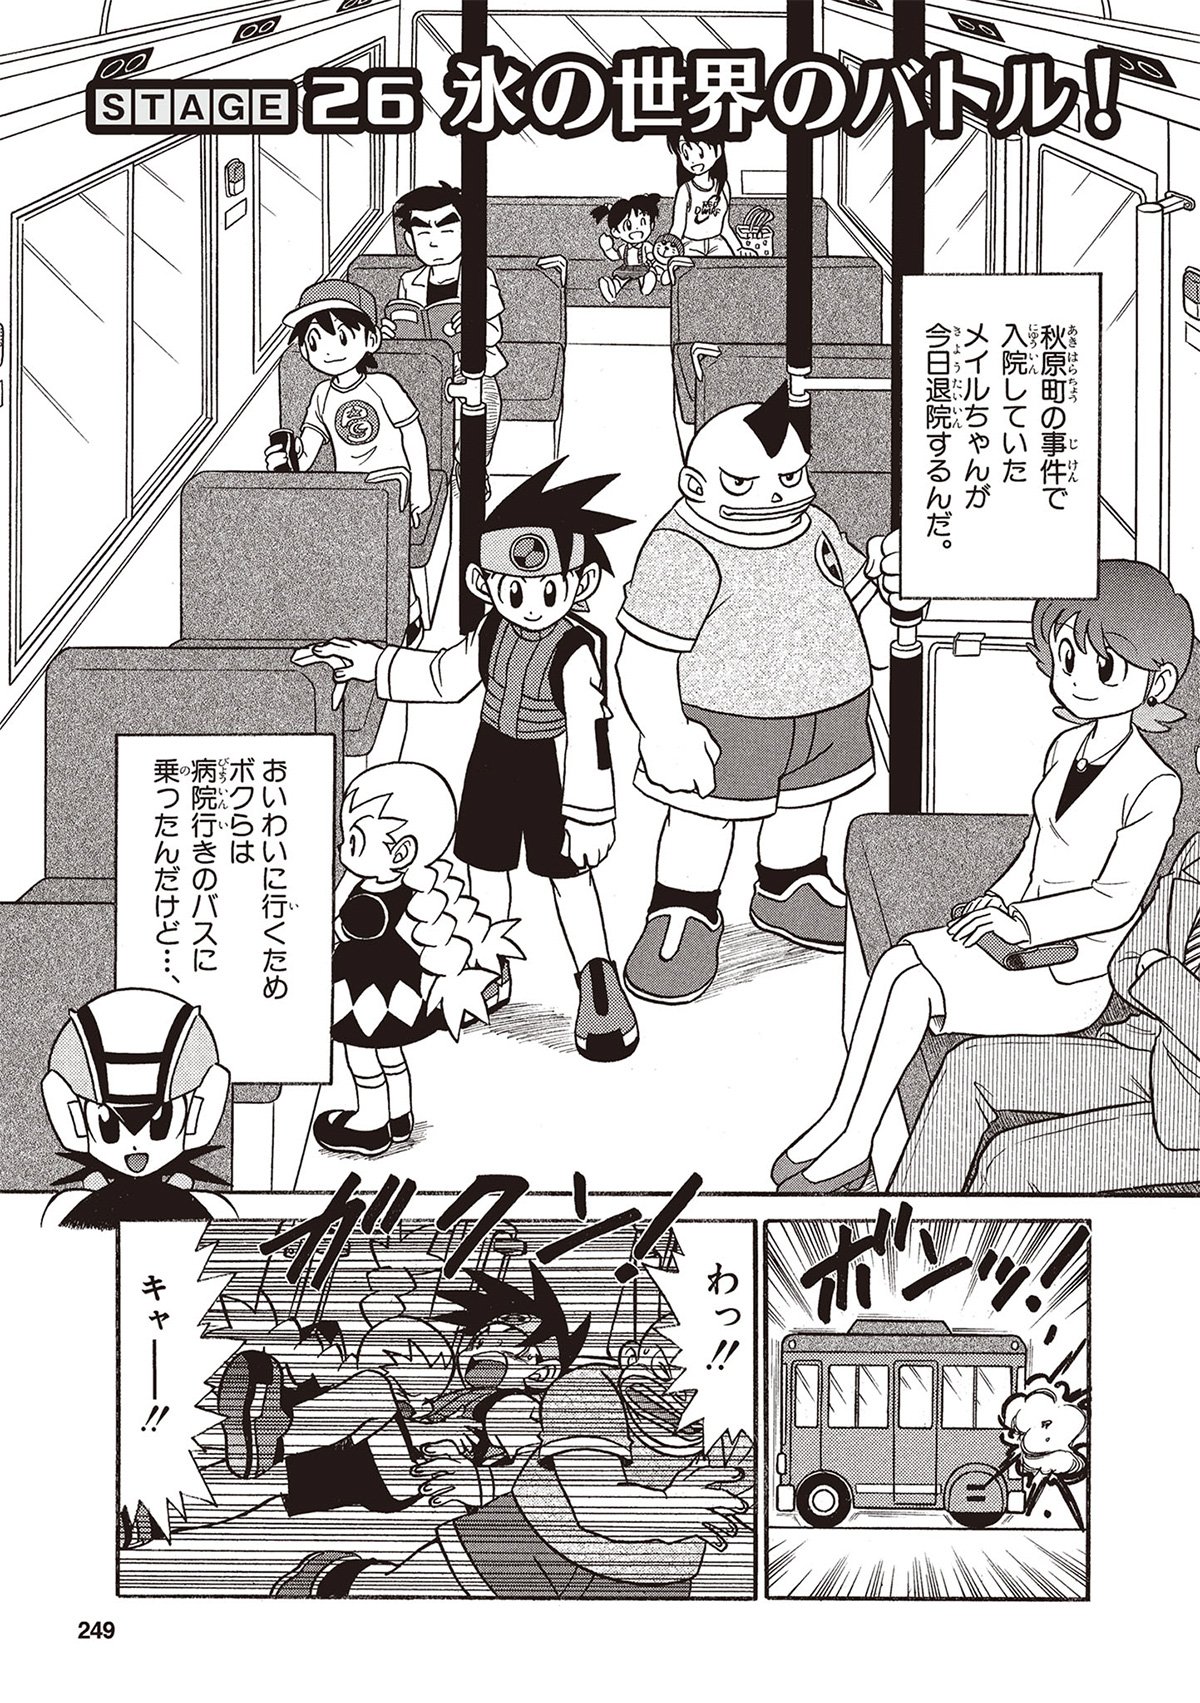 STAGE 26 氷の世界のバトル!
秋原町の事件で
入院していた
メイルちゃんが
今日退院するんだ。
おいわいに行くため
ボクらは
病院行きのバスに
乗ったんだけど…、
RED
DWARF
ボンッ!
ガクン!
わっ!!
キャ――!!
249